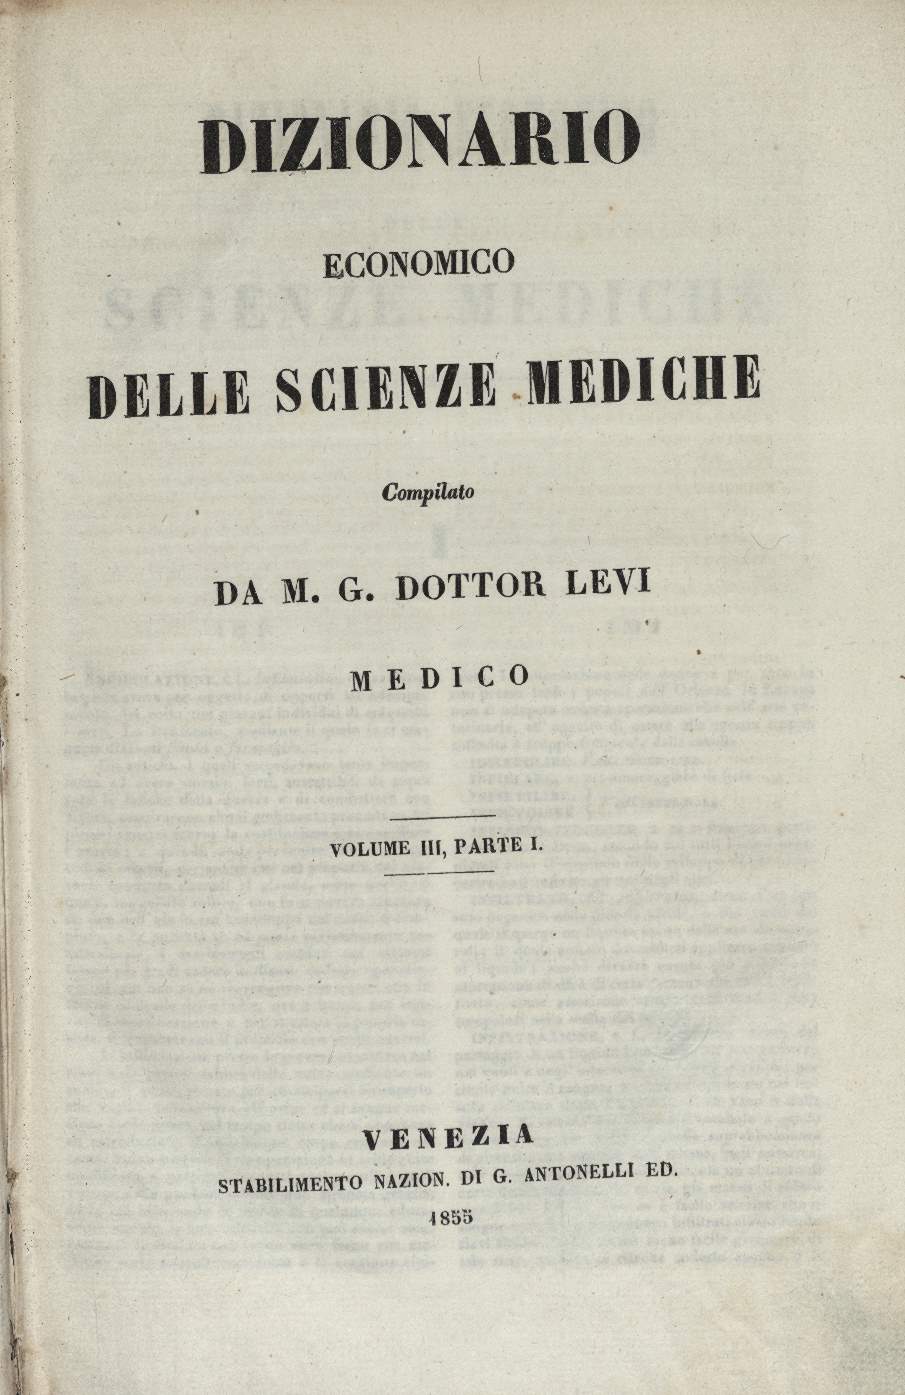 DIZIONARIO
ECONOMICO
DELLE SCIENZE MEDICHE
Compilato
DA M. G. DOTTOR LEVI
MEDICO
VOLUME III, PARTE I.
VENEZIA
STABILIMENTO NAZION. DI G. ANTONELLI ED.
1855